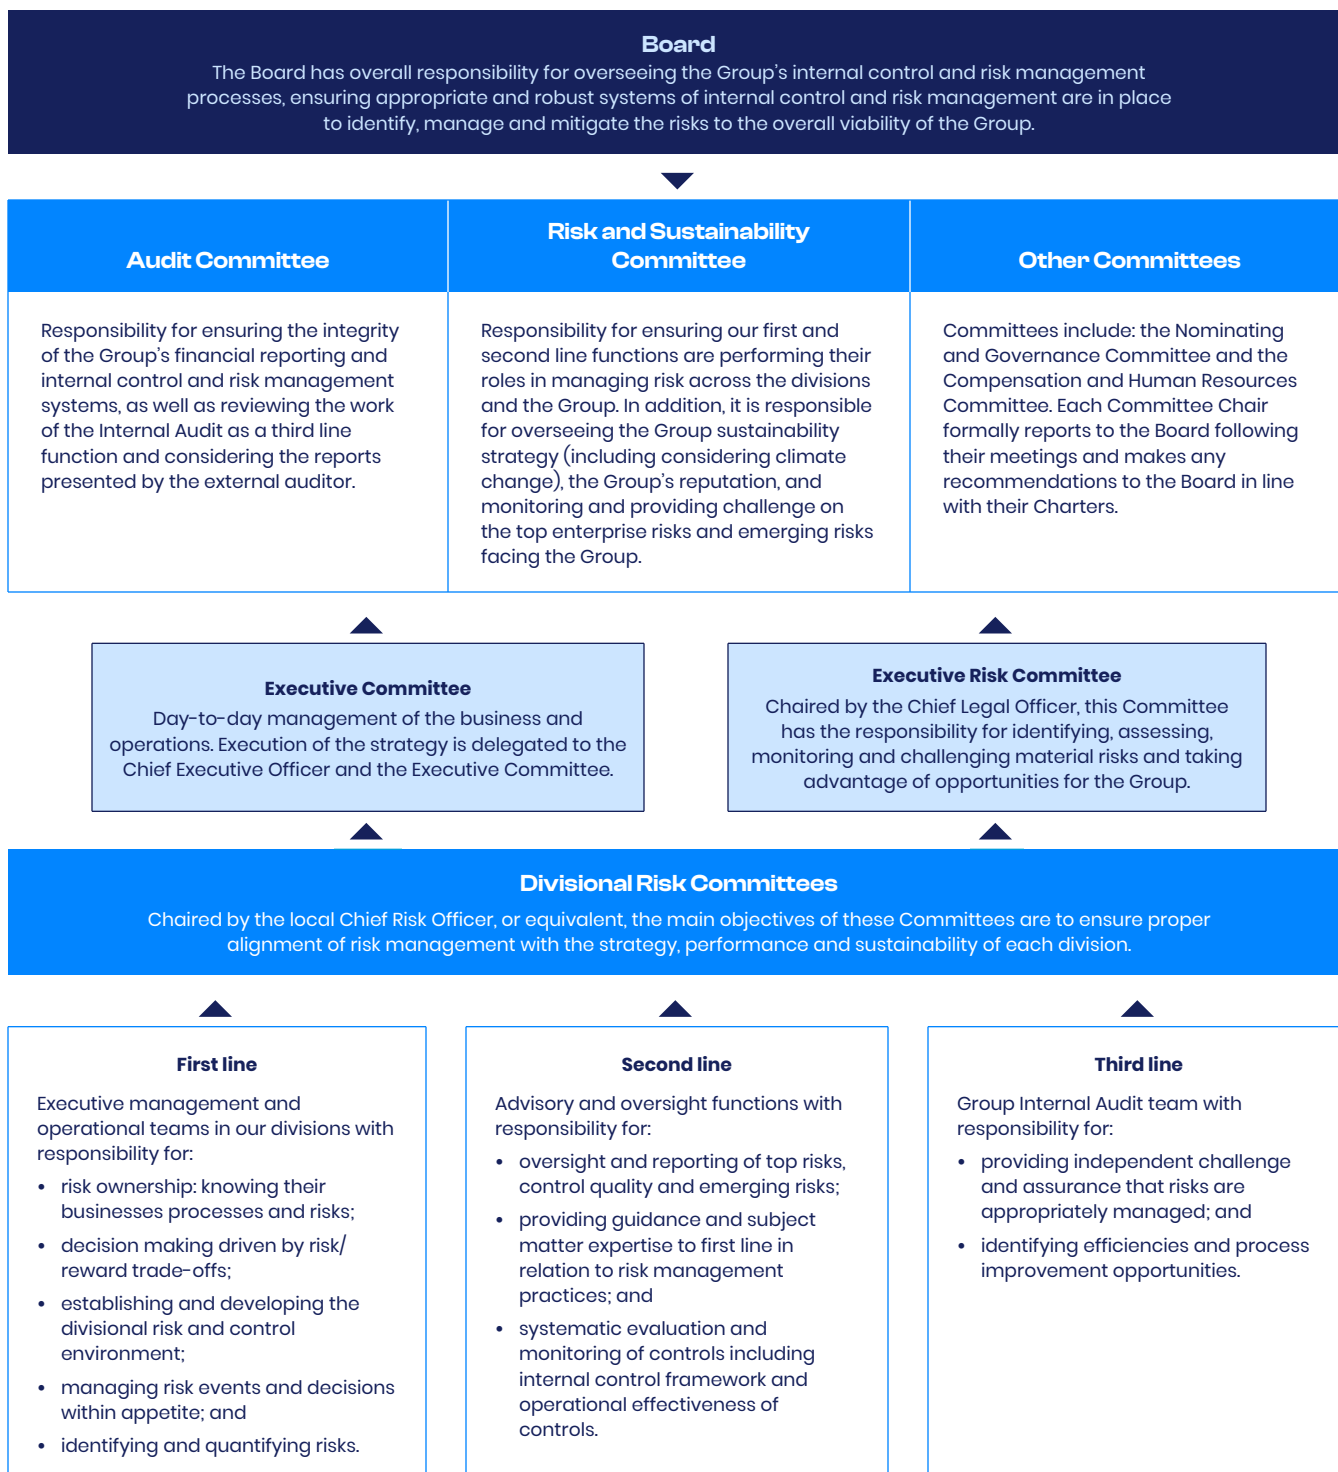 Board
The Board has overall responsibility for overseeing the Group's internal control and risk management
processes, ensuring appropriate and robust systems of internal control and risk management are in place
to identify, manage and mitigate the risks to the overall viability of the Group.
Audit Committee
Responsibility for ensuring the integrity
of the Group's financial reporting and
internal control and risk management
systems, as well as reviewing the work
of the Internal Audit as a third line
function and considering the reports
presented by the external auditor.
Risk and Sustainability
Committee
Responsibility for ensuring our first and
second line functions are performing their
roles in managing risk across the divisions
and the Group. In addition, it is responsible
for overseeing the Group sustainability
strategy (including considering climate
change), the Group's reputation, and
monitoring and providing challenge on
the top enterprise risks and emerging risks
facing the Group.
Other Committees
Committees include: the Nominating
and Governance Committee and the
Compensation and Human Resources
Committee. Each Committee Chair
formally reports to the Board following
their meetings and makes any
recommendations to the Board in line
with their Charters.
Executive Committee
Day-to-day management of the business and
operations. Execution of the strategy is delegated to the
Chief Executive Officer and the Executive Committee.
Executive Risk Committee
Chaired by the Chief Legal Officer, this Committee
has the responsibility for identifying, assessing,
monitoring and challenging material risks and taking
advantage of opportunities for the Group.
Divisional Risk Committees
Chaired by the local Chief Risk Officer, or equivalent, the main objectives of these Committees are to ensure proper
alignment of risk management with the strategy, performance and sustainability of each division.
First line
Executive management and
operational teams in our divisions with
responsibility for:
• risk ownership: knowing their
businesses processes and risks;
• decision making driven by risk/
reward trade-offs;
• establishing and developing the
divisional risk and control
environment;
• managing risk events and decisions
within appetite; and
• identifying and quantifying risks.
Second line
Advisory and oversight functions with
responsibility for:
• oversight and reporting of top risks,
control quality and emerging risks;
• providing guidance and subject
matter expertise to first line in
relation to risk management
practices; and
• systematic evaluation and
monitoring of controls including
internal control framework and
operational effectiveness of
controls.
Third line
Group Internal Audit team with
responsibility for:
• providing independent challenge
and assurance that risks are
appropriately managed; and
• identifying efficiencies and process
improvement opportunities.